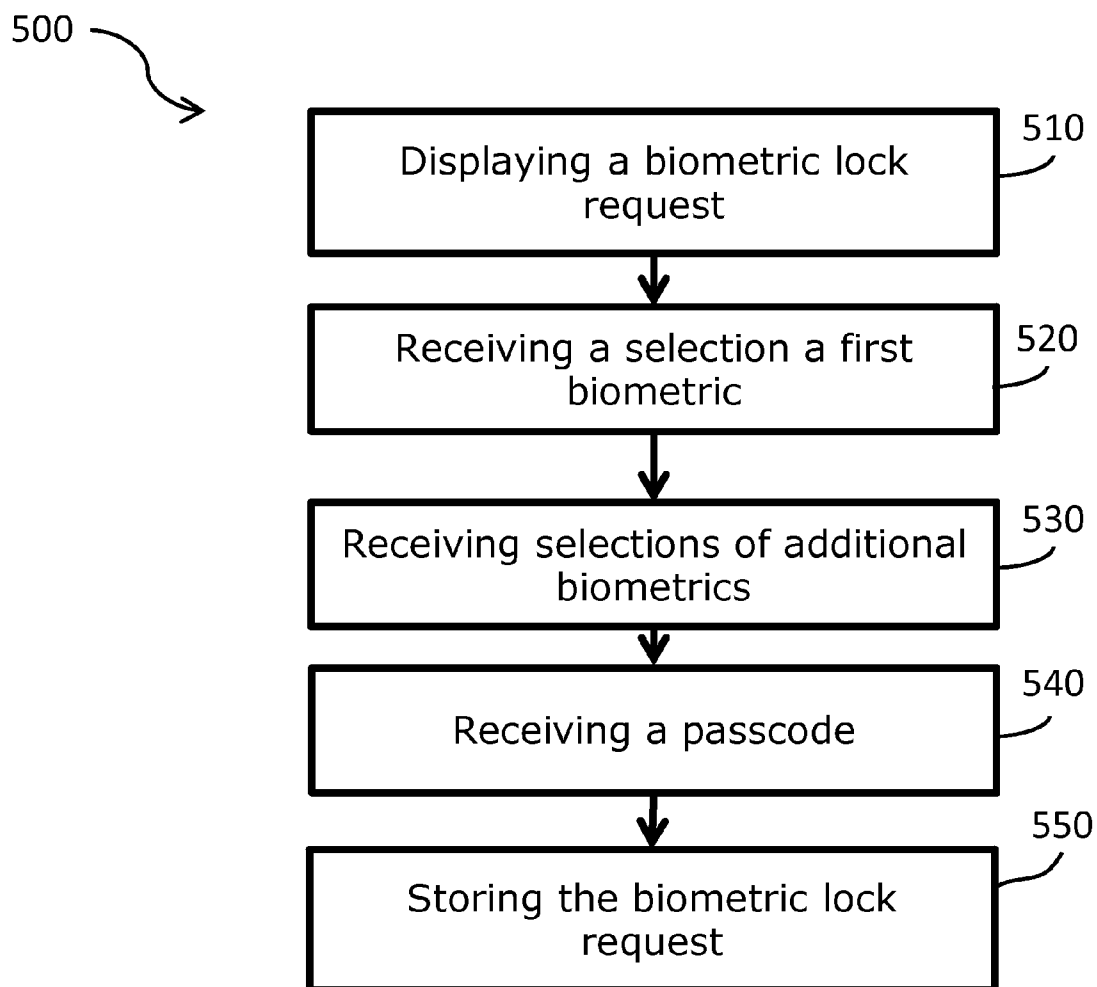 500
510
Displaying a biometric lock
request
520
Receiving a selection a first
biometric
530
Receiving selections of additional
biometrics
540
Receiving a passcode
550
Storing the biometric lock
request